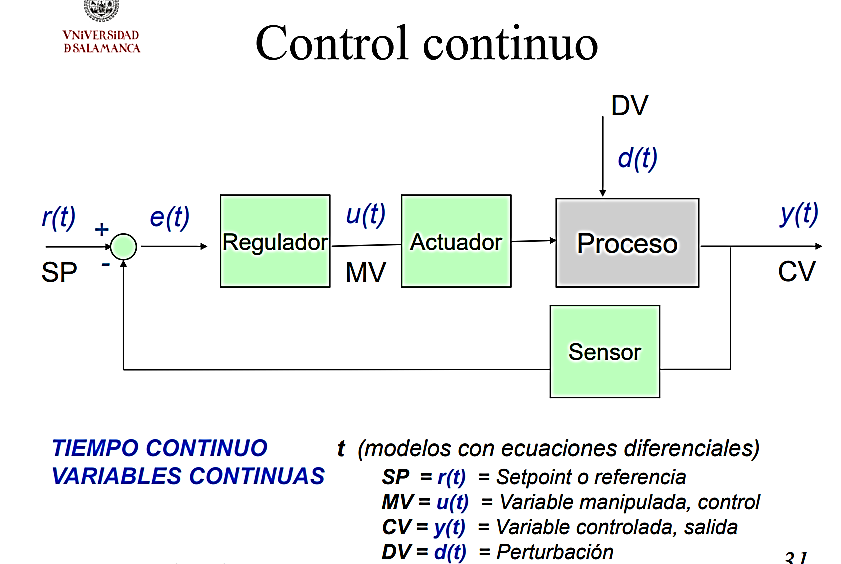 VNiVERSiDAD
DSALAMANCA
Control continuo
DV
d(t)
r(t)
+
e(t)
u(t)
y(t)
Regulador
Actuador
Proceso
SP
-
MV
CV
Sensor
TIEMPO CONTINUO t (modelos con ecuaciones diferenciales)
VARIABLES CONTINUAS SP = r(t) = Setpoint o referencia
MV = u(t) = Variable manipulada, control
CV = y(t) = Variable controlada, salida
DV = d(t) = Perturbación
31